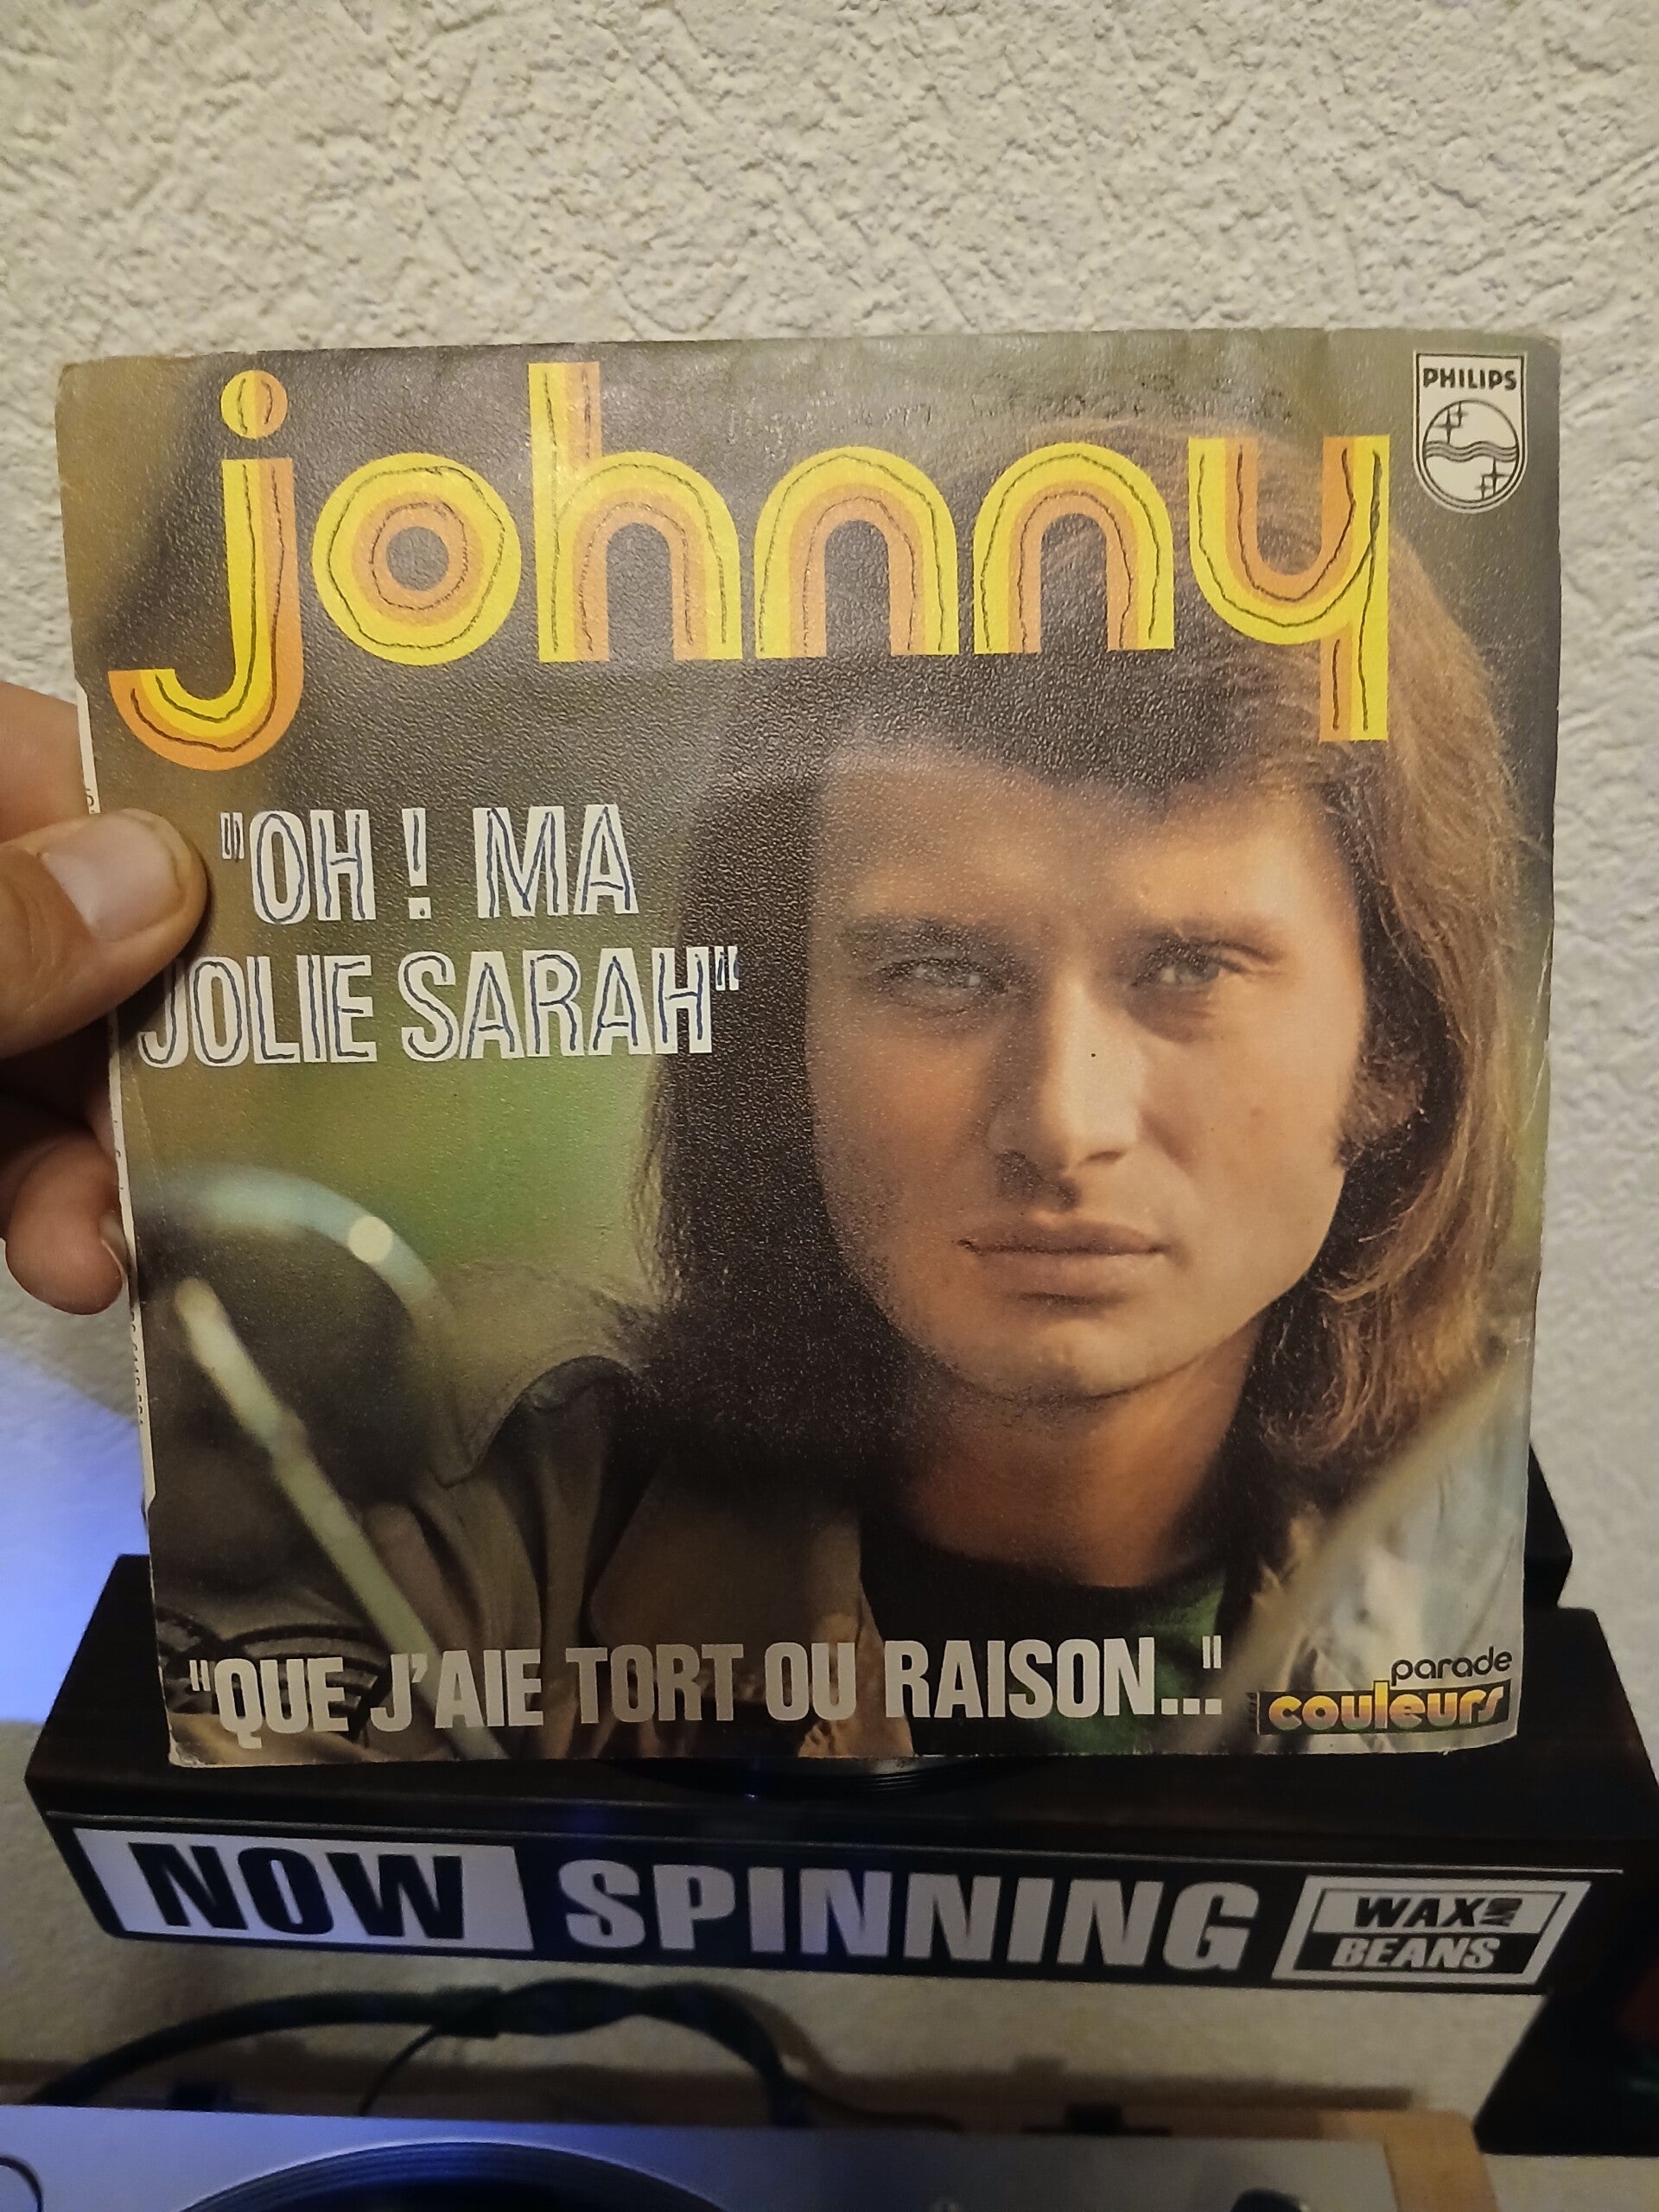 johnny
PHILIPS
"OH ! MA
JOLIE SARAH"
"QUE J'AIE TORT OU RAISON..."
parade
couleurs
NOW SPINNING
WAX
BEANS